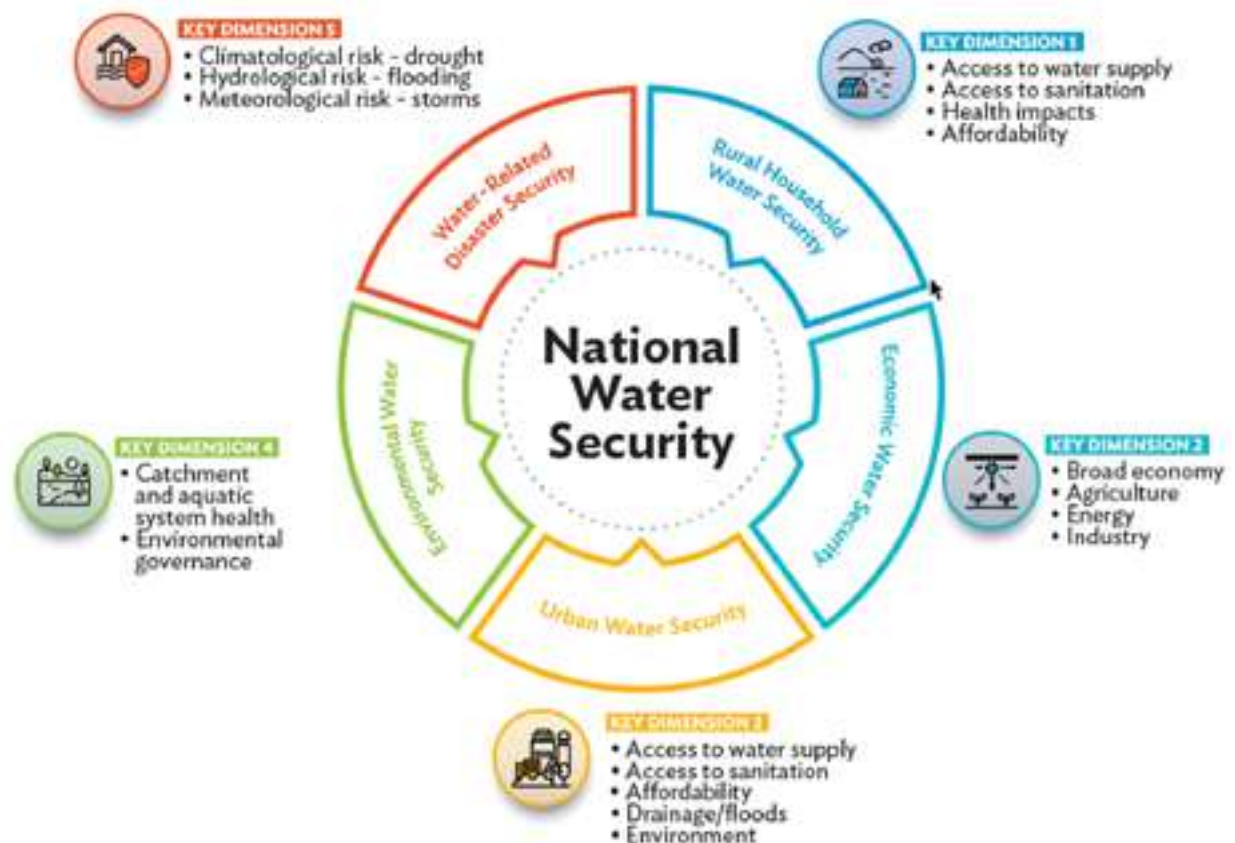 KEY DIMENSION 5
• Climatological risk - drought
• Hydrological risk - flooding
• Meteorological risk - storms
KEY DIMENSION 1
• Access to water supply
• Access to sanitation
• Health impacts
• Affordability
Water-Related
Disaster Security
Rural Household
Water Security
National
Water
Security
Environmental Water
Security
Economic Water Security
Urban Water Security
KEY DIMENSION 4
• Catchment
and aquatic
system health
• Environmental
governance
KEY DIMENSION 2
• Broad economy
• Agriculture
• Energy
• Industry
KEY DIMENSION 3
• Access to water supply
• Access to sanitation
• Affordability
• Drainage/floods
• Environment